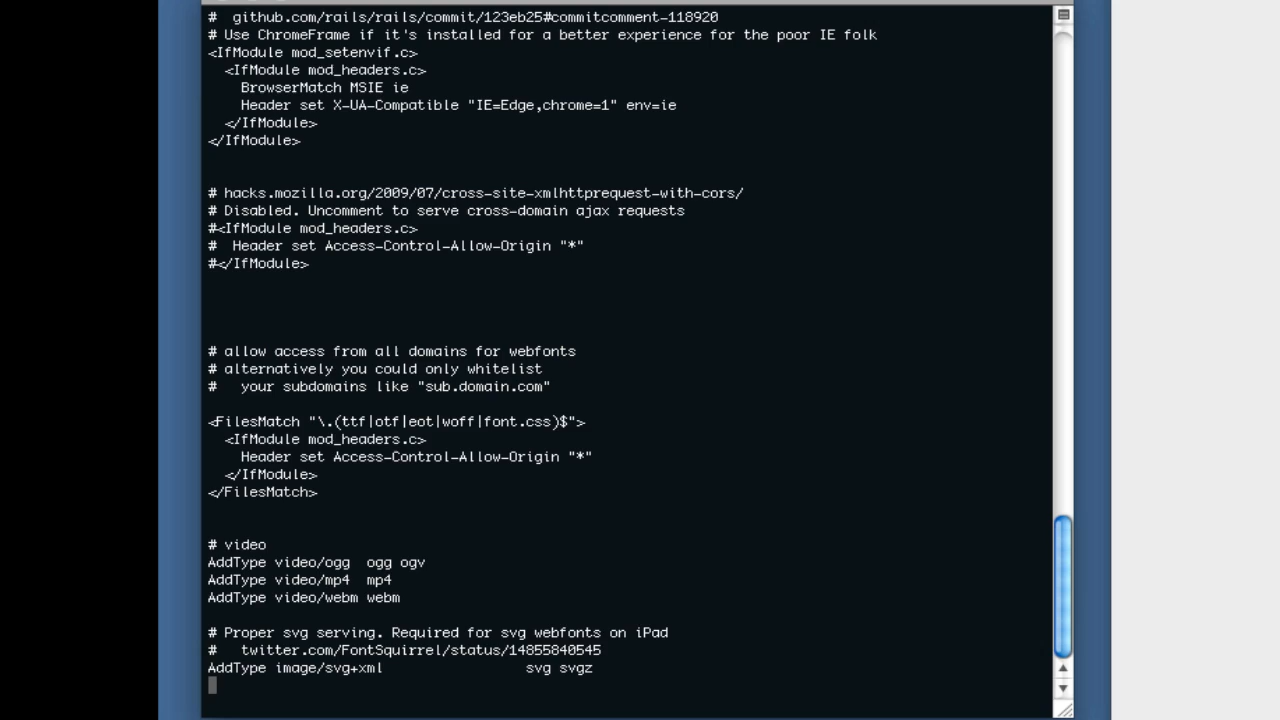 #  github.com/rails/rails/commit/123eb25#commitcomment-118920
# Use ChromeFrame if it's installed for a better experience for the poor IE folk
<IfModule mod_setenvif.c>
  <IfModule mod_headers.c>
    BrowserMatch MSIE ie
    Header set X-UA-Compatible "IE=Edge,chrome=1" env=ie
  </IfModule>
</IfModule>
# hacks.mozilla.org/2009/07/cross-site-xmlhttprequest-with-cors/
# Disabled. Uncomment to serve cross-domain ajax requests
#<IfModule mod_headers.c>
#  Header set Access-Control-Allow-Origin "*"
#</IfModule>
# allow access from all domains for webfonts
# alternatively you could only whitelist
#   your subdomains like "sub.domain.com"
<FilesMatch "\.(ttf|otf|eot|woff|font.css)$">
  <IfModule mod_headers.c>
    Header set Access-Control-Allow-Origin "*"
  </IfModule>
</FilesMatch>
# video
AddType video/ogg  ogg ogv
AddType video/mp4  mp4
AddType video/webm webm
# Proper svg serving. Required for svg webfonts on iPad
#   twitter.com/FontSquirrel/status/14855840545
AddType image/svg+xml                 svg svgz